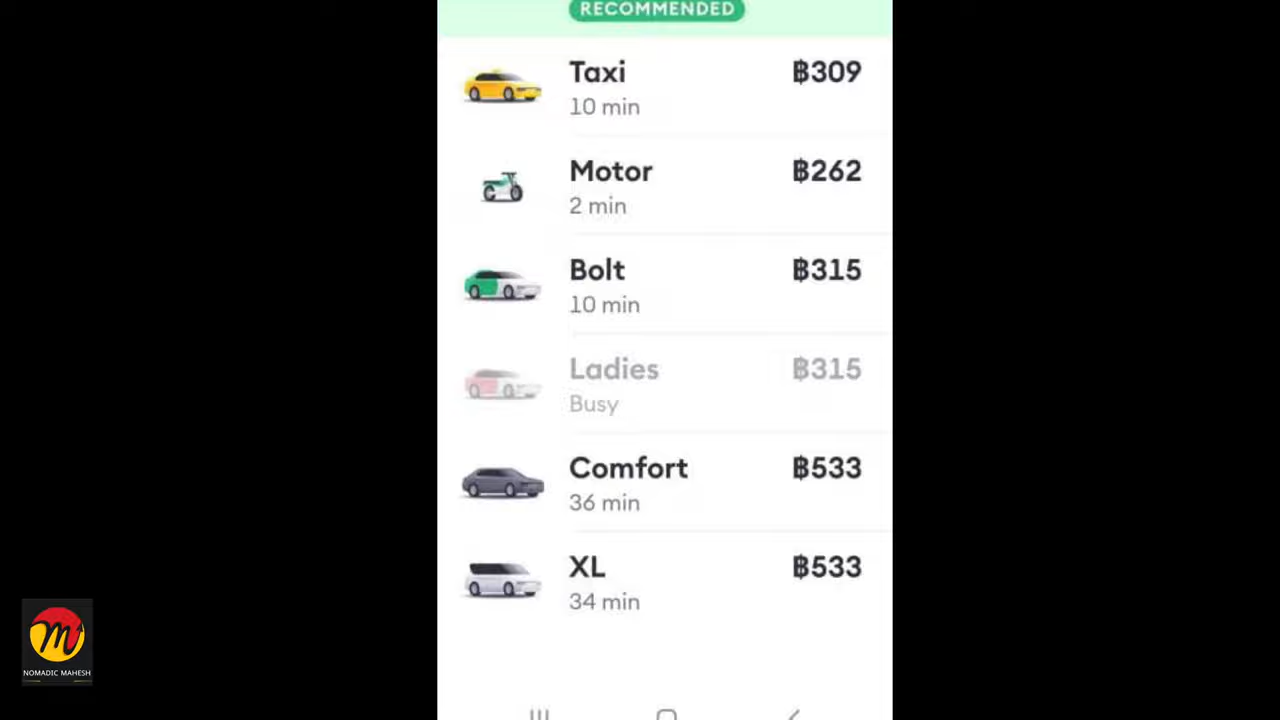 RECOMMENDED
Taxi ฿309
10 min
Motor ฿262
2 min
Bolt ฿315
10 min
Ladies ฿315
Busy
Comfort ฿533
36 min
XL ฿533
34 min
NOMADIC MAHESH